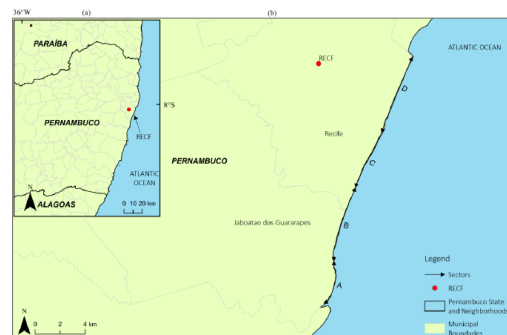 36°W
(a)
(b)
PARAÍBA
8°S
PERNAMBUCO
RECF
ATLANTIC
OCEAN
N
ALAGOAS
0 10 20 km
ATLANTIC OCEAN
RECF
D
Recife
PERNAMBUCO
C
Jaboatao dos Guararapes
B
A
Legend
Sectors
RECF
Pernambuco State
and Neighborhoods
Municipal
Boundaries
N
0 2 4 km